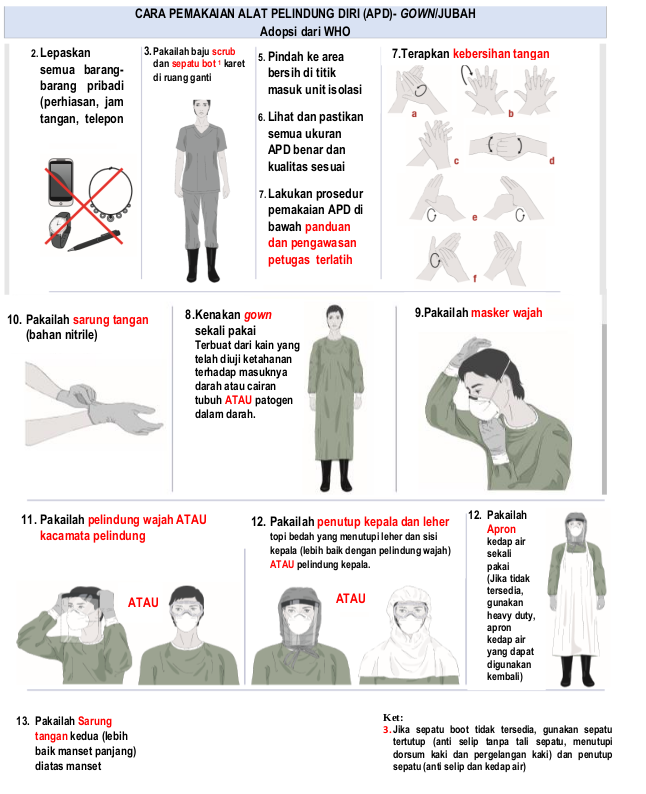 CARA PEMAKAIAN ALAT PELINDUNG DIRI (APD)- GOWN/JUBAH
Adopsi dari WHO
2. Lepaskan
semua barang-
barang pribadi
(perhiasan, jam
tangan, telepon
3. Pakailah baju scrub
dan sepatu bot ¹ karet
di ruang ganti
5. Pindah ke area
bersih di titik
masuk unit isolasi
6. Lihat dan pastikan
semua ukuran
APD benar dan
kualitas sesuai
7. Lakukan prosedur
pemakaian APD di
bawah panduan
dan pengawasan
petugas terlatih
7.Terapkan kebersihan tangan
a
b
c
d
e
f
10. Pakailah sarung tangan
(bahan nitrile)
8.Kenakan gown
sekali pakai
Terbuat dari kain yang
telah diuji ketahanan
terhadap masuknya
darah atau cairan
tubuh ATAU patogen
dalam darah.
9.Pakailah masker wajah
11. Pakailah pelindung wajah ATAU
kacamata pelindung
ATAU
12. Pakailah penutup kepala dan leher
topi bedah yang menutupi leher dan sisi
kepala (lebih baik dengan pelindung wajah)
ATAU pelindung kepala.
ATAU
12. Pakailah
Apron
kedap air
sekali
pakai
(Jika tidak
tersedia,
gunakan
heavy duty,
apron
kedap air
yang dapat
digunakan
kembali)
13. Pakailah Sarung
tangan kedua (lebih
baik manset panjang)
diatas manset
Ket:
3. Jika sepatu boot tidak tersedia, gunakan sepatu
tertutup (anti selip tanpa tali sepatu, menutupi
dorsum kaki dan pergelangan kaki) dan penutup
sepatu (anti selip dan kedap air)